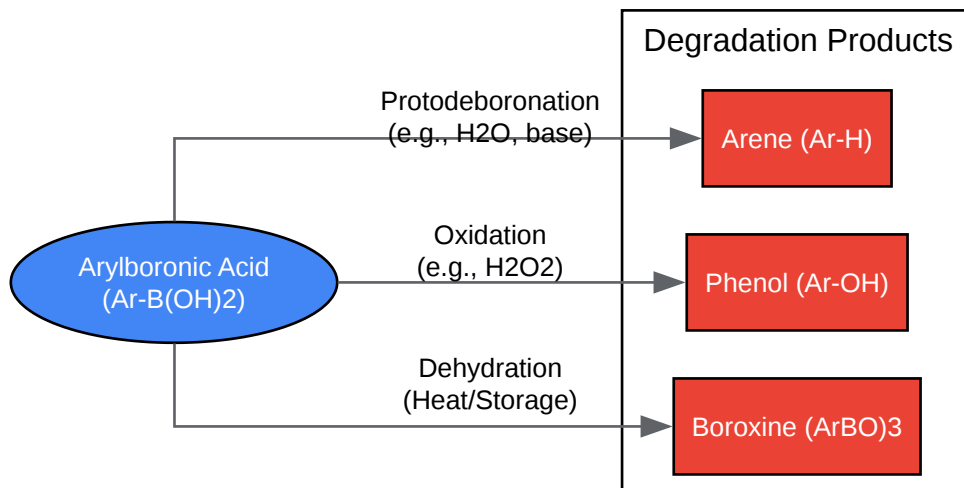 Degradation Products
Protodeboronation
(e.g., H2O, base)
Arene (Ar-H)
Arylboronic Acid
(Ar-B(OH)2)
Oxidation
(e.g., H2O2)
Phenol (Ar-OH)
Dehydration
(Heat/Storage)
Boroxine (ArBO)3